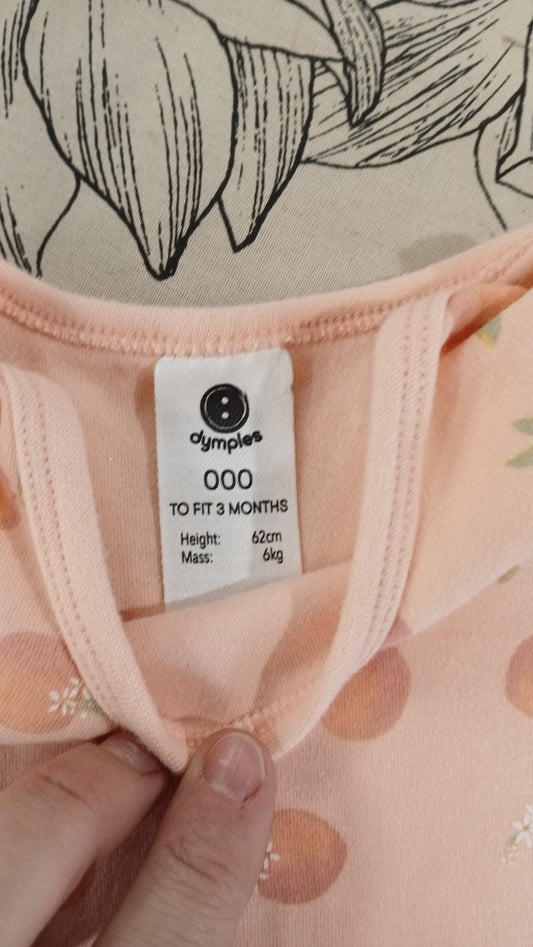 dymples
000
TO FIT 3 MONTHS
Height: 62cm
Mass: 6kg